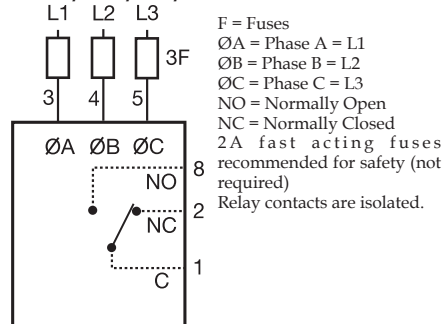 L1 L2 L3
3F
3 4 5
ØA ØB ØC
8
NO
2
NC
1
C
F = Fuses
ØA = Phase A = L1
ØB = Phase B = L2
ØC = Phase C = L3
NO = Normally Open
NC = Normally Closed
2A fast acting fuses
recommended for safety (not
required)
Relay contacts are isolated.